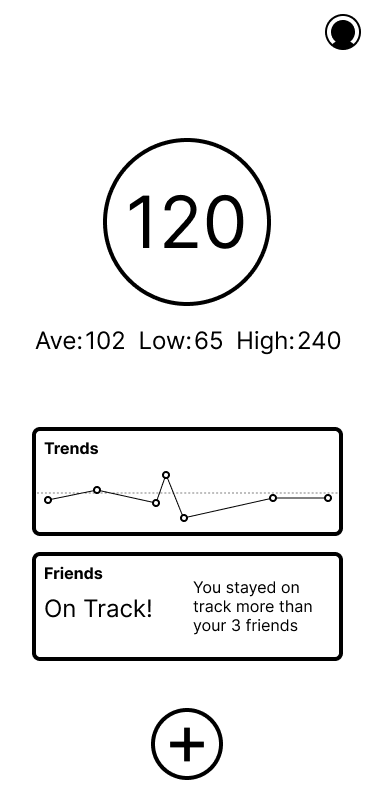 120
Ave:102 Low:65 High:240
Trends
Friends
On Track!
You stayed on
track more than
your 3 friends